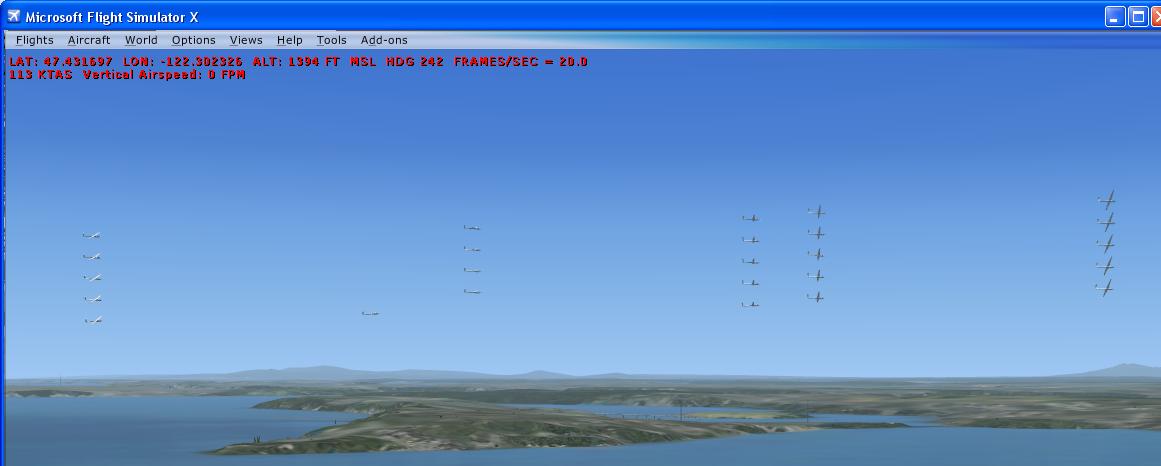 Microsoft Flight Simulator X
Flights Aircraft World Options Views Help Tools Add-ons
LAT: 47.431697 LON: -122.302326 ALT: 1394 FT MSL HDG 242 FRAMES/SEC = 20.0
113 KTAS Vertical Airspeed: 0 FPM